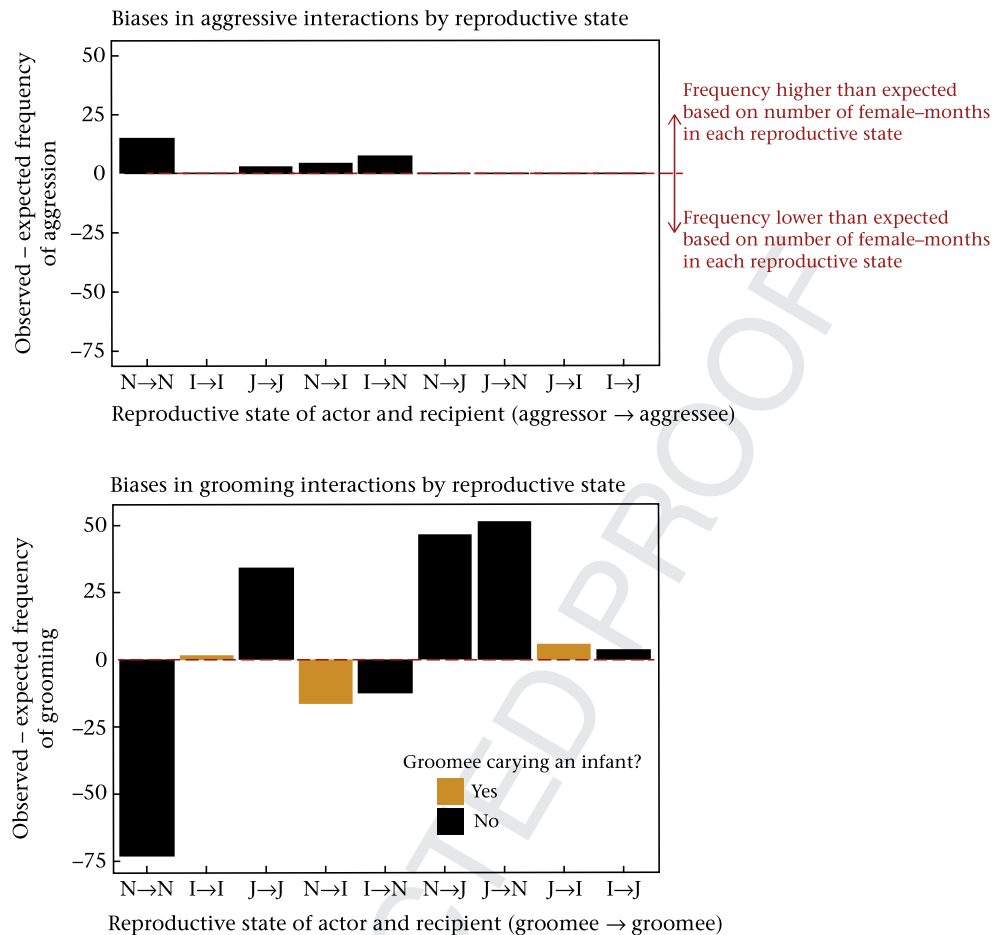 Biases in aggressive interactions by reproductive state
Observed – expected frequency
of aggression
50
25
0
–25
–50
–75
N→N I→I J→J N→I I→N N→J J→N J→I I→J
Reproductive state of actor and recipient (aggressor → aggressee)
Frequency higher than expected
based on number of female–months
in each reproductive state
Frequency lower than expected
based on number of female–months
in each reproductive state
Biases in grooming interactions by reproductive state
Observed – expected frequency
of grooming
50
25
0
–25
–50
–75
Groomee carying an infant?
Yes
No
N→N I→I J→J N→I I→N N→J J→N J→I I→J
Reproductive state of actor and recipient (groomee → groomee)
CTED PROOF